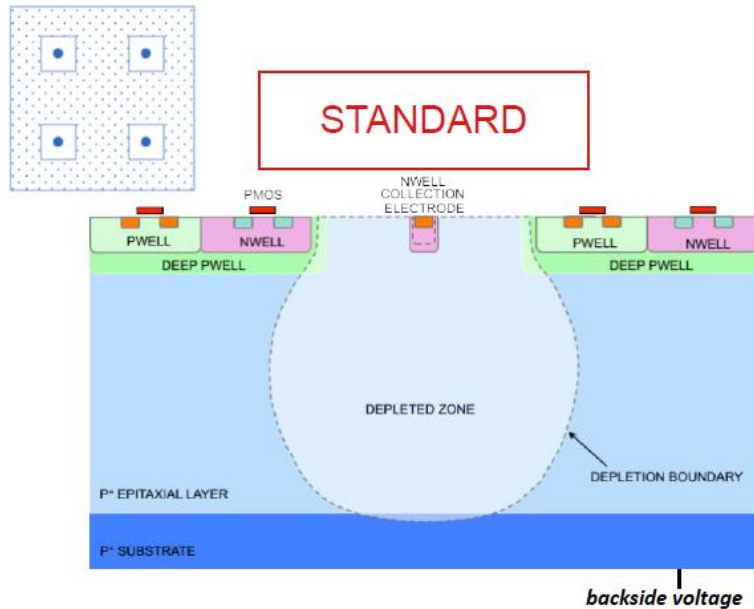 STANDARD
PMOS
NWELL
COLLECTION
ELECTRODE
PWELL
NWELL
PWELL
NWELL
DEEP PWELL
DEEP PWELL
DEPLETED ZONE
DEPLETION BOUNDARY
P⁻ EPITAXIAL LAYER
P⁺ SUBSTRATE
backside voltage